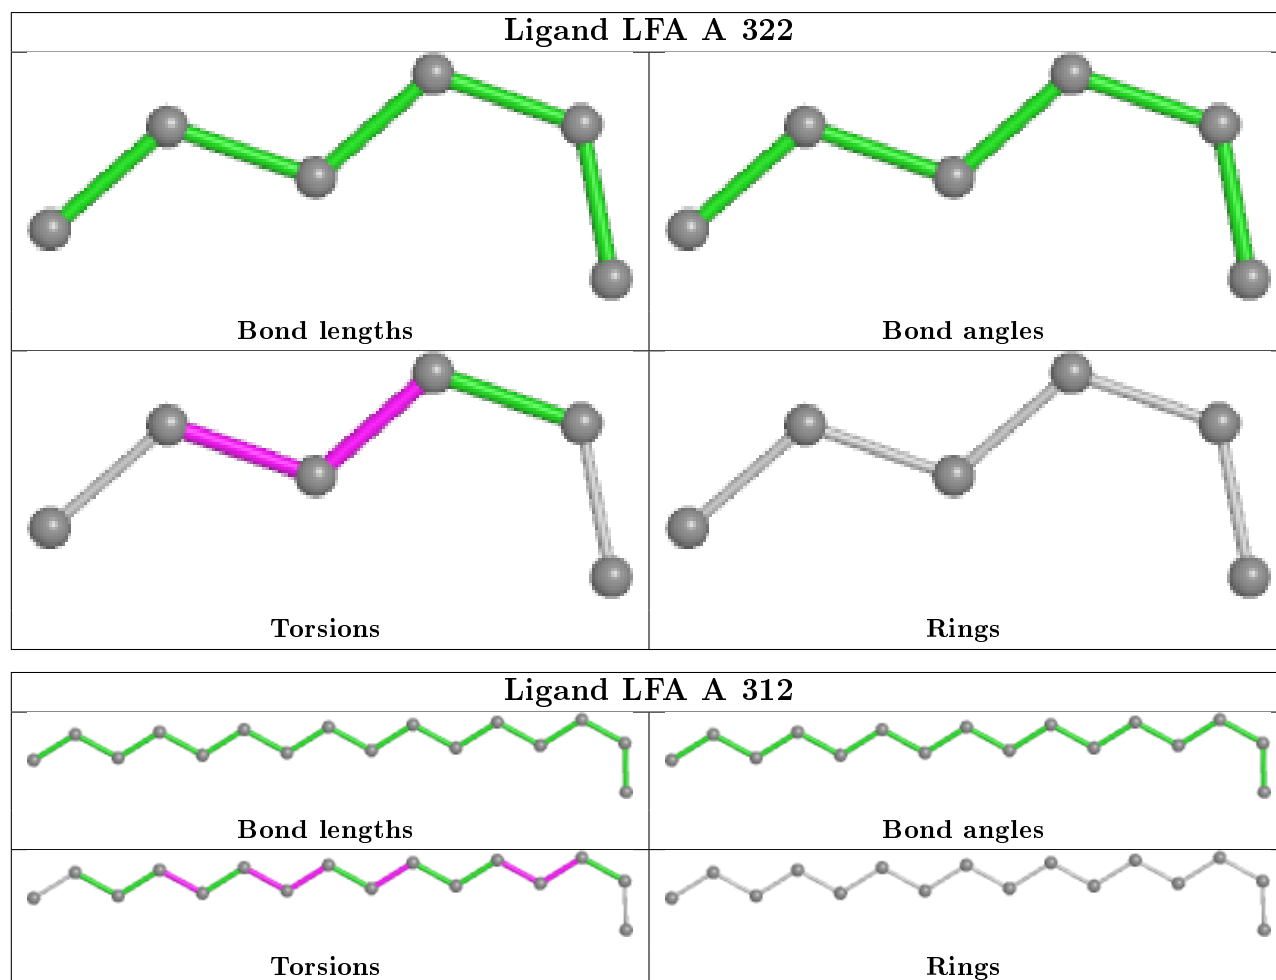 Ligand LFA A 322
Bond lengths
Bond angles
Torsions
Rings
Ligand LFA A 312
Bond lengths
Bond angles
Torsions
Rings